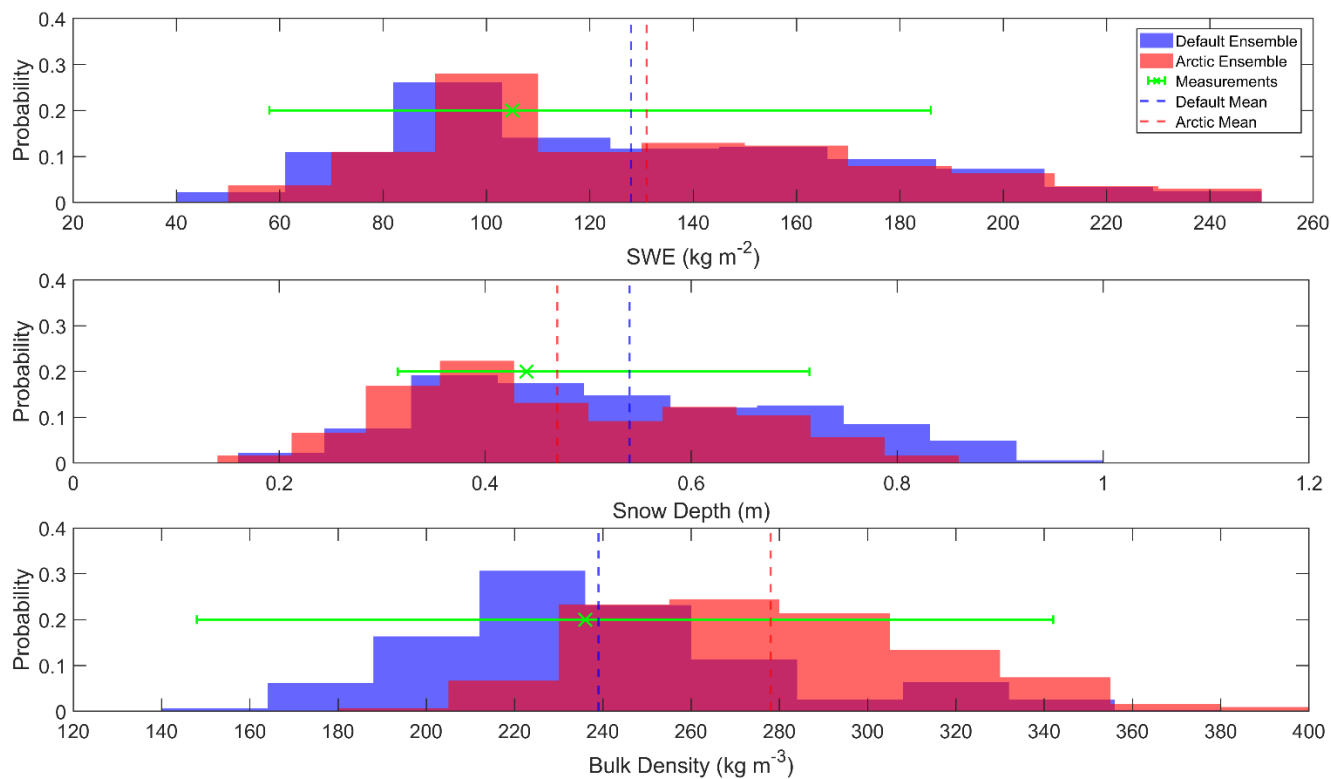 0.4
0.3
0.2
0.1
0
Probability
20 40 60 80 100 120 140 160 180 200 220 240 260
SWE (kg m-2)
Default Ensemble
Arctic Ensemble
Measurements
Default Mean
Arctic Mean
0.4
0.3
0.2
0.1
0
Probability
0 0.2 0.4 0.6 0.8 1 1.2
Snow Depth (m)
0.4
0.3
0.2
0.1
0
Probability
120 140 160 180 200 220 240 260 280 300 320 340 360 380 400
Bulk Density (kg m-3)